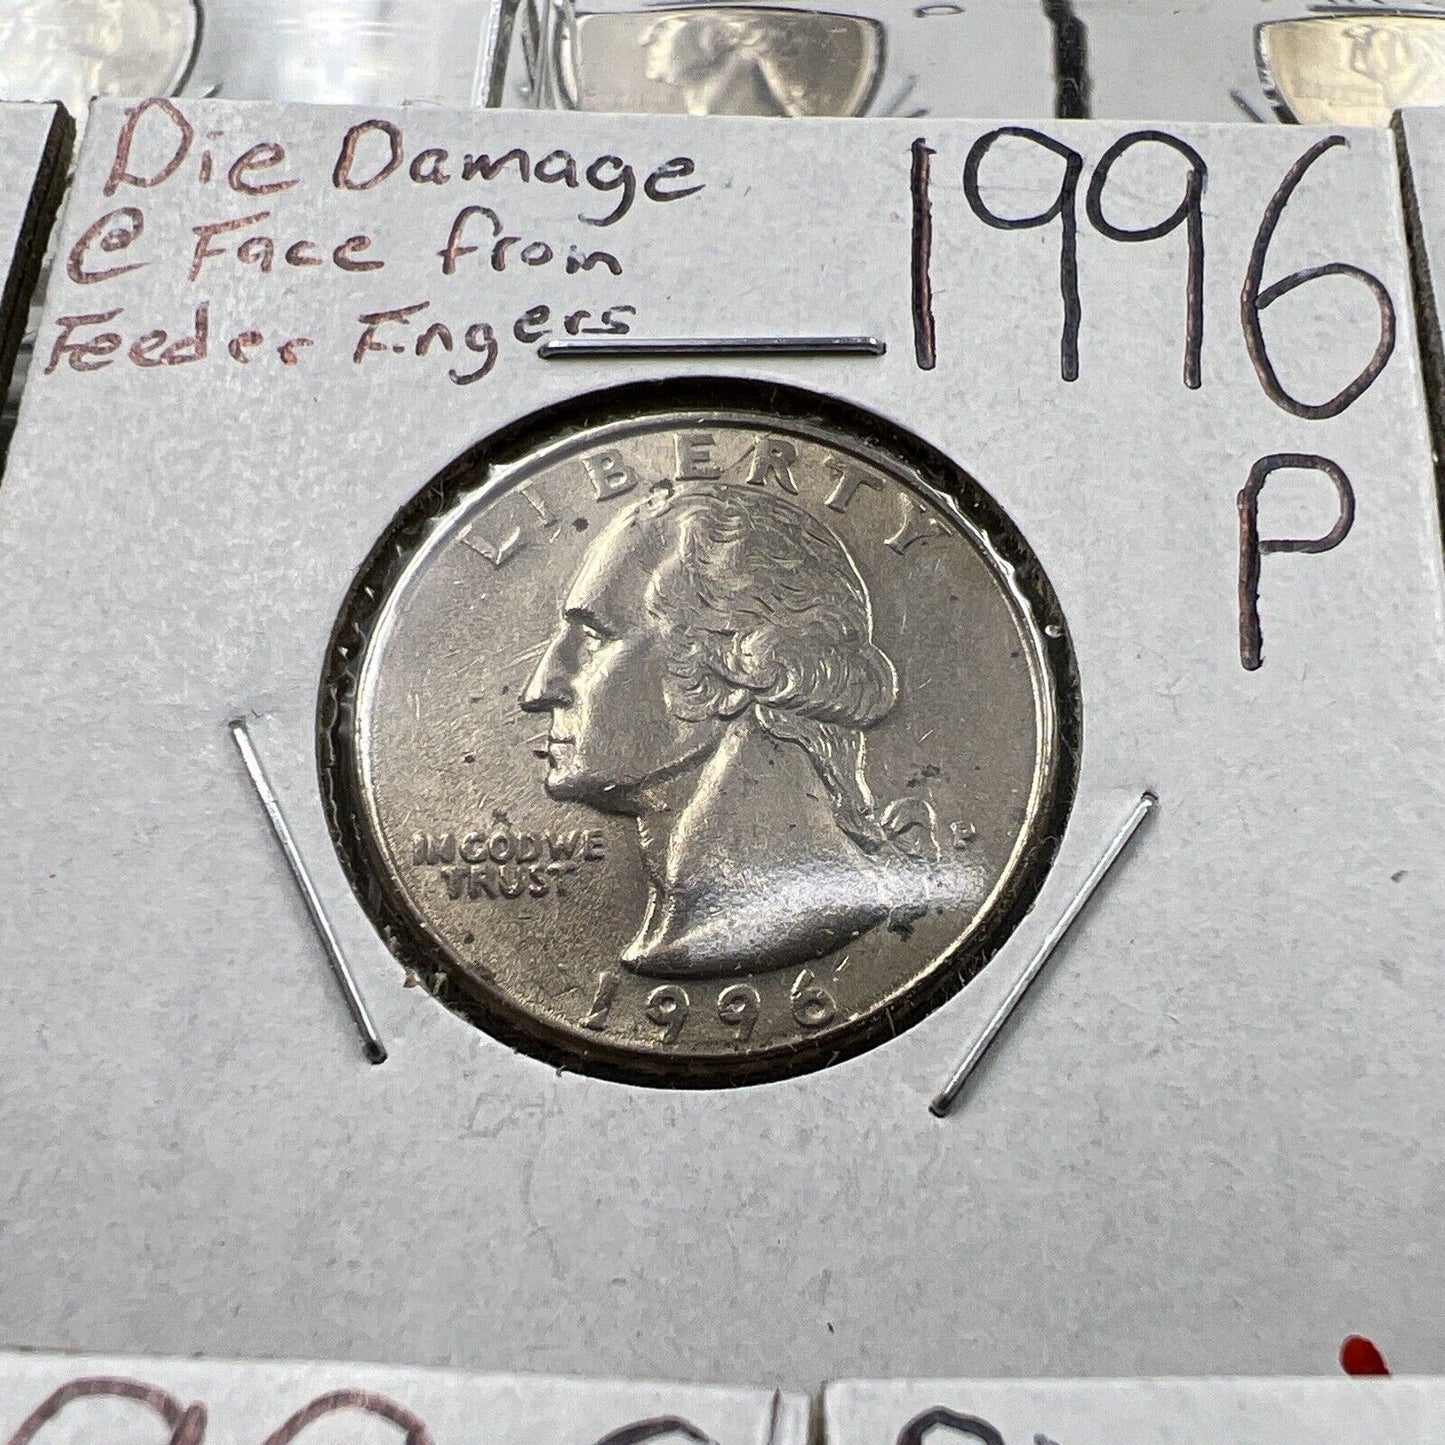 Die Damage
@ Face from
Feeder Fingers
1996
P
LIBERTY
IN GOD WE
TRUST
P
1996